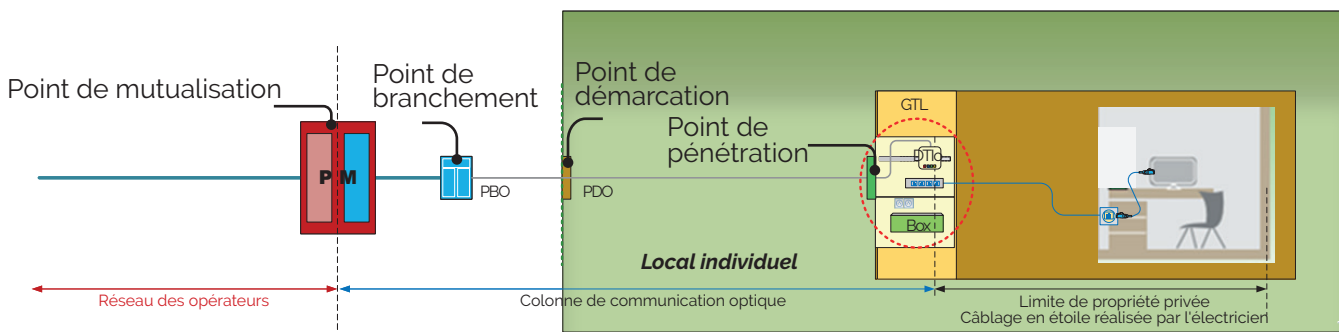 Point de mutualisation
Point de
branchement
Point de
démarcation
Point de
pénétration
GTL
DTIo
PM
PBO
PDO
Box
Local individuel
Réseau des opérateurs
Colonne de communication optique
Limite de propriété privée
Câblage en étoile réalisée par l'électricien